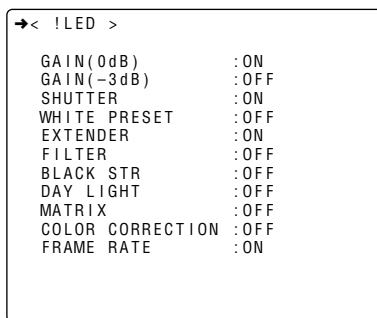 ➔< !LED >
GAIN(0dB) :ON
GAIN(–3dB) :OFF
SHUTTER :ON
WHITE PRESET :OFF
EXTENDER :ON
FILTER :OFF
BLACK STR :OFF
DAY LIGHT :OFF
MATRIX :OFF
COLOR CORRECTION :OFF
FRAME RATE :ON